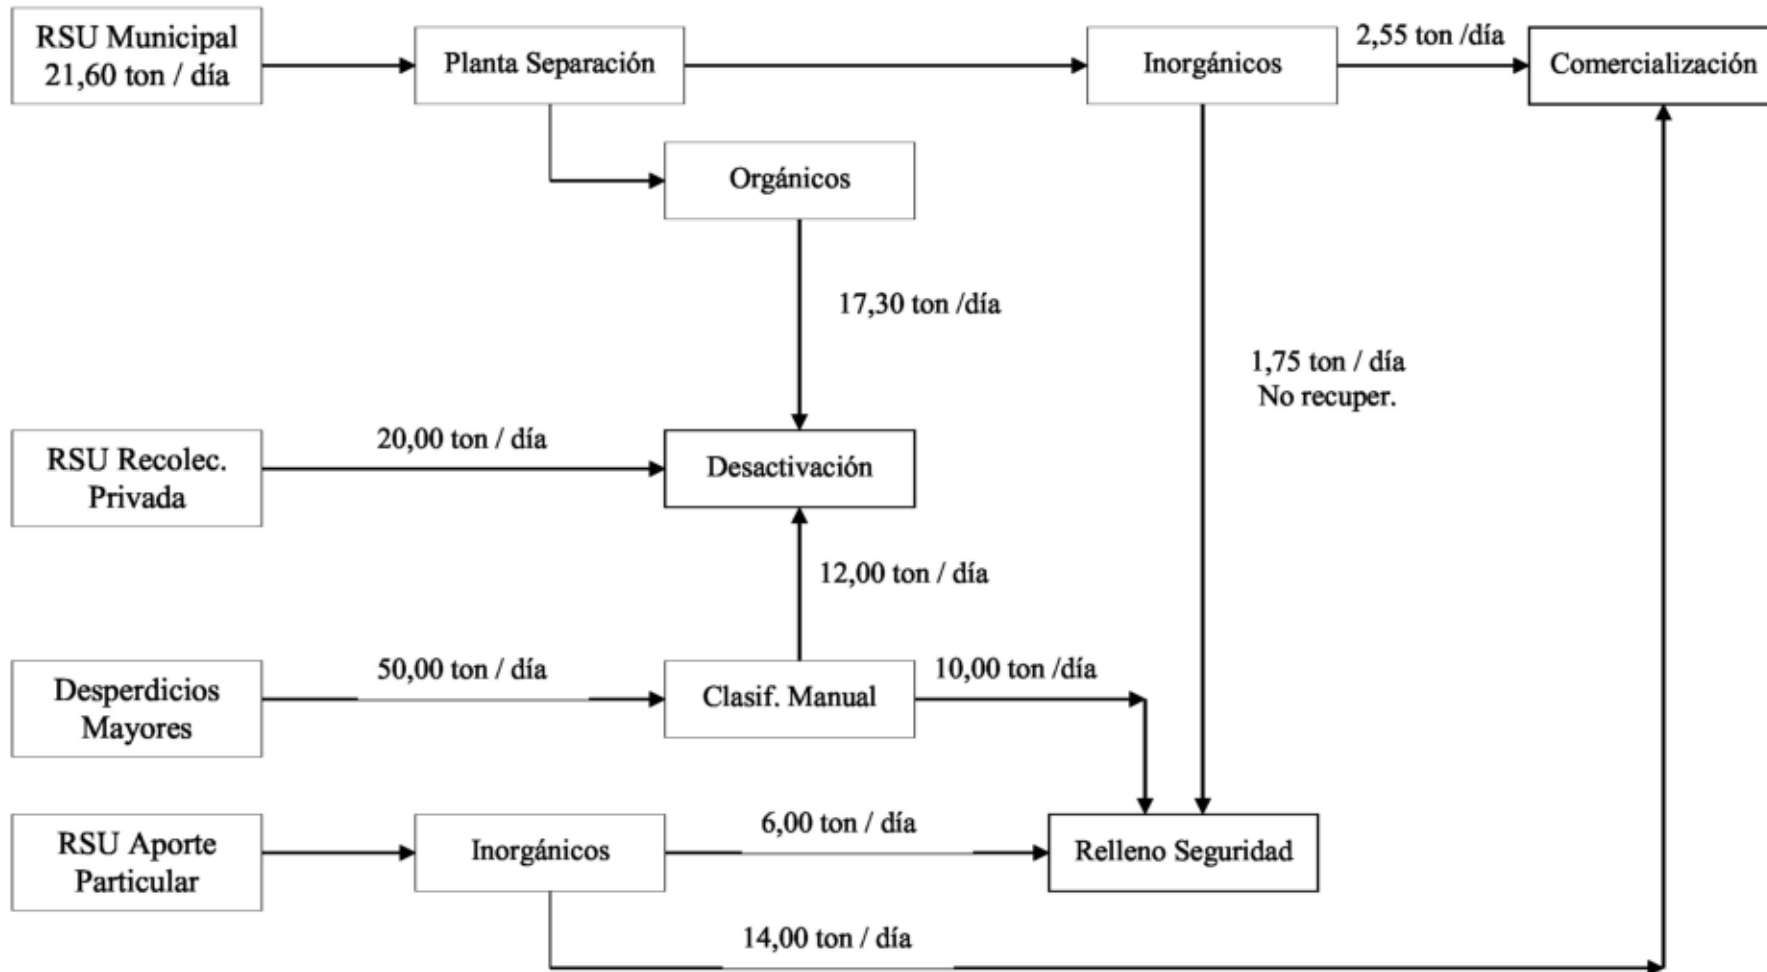 RSU Municipal
21,60 ton / día
Planta Separación
Inorgánicos
2,55 ton /día
Comercialización
Orgánicos
17,30 ton /día
1,75 ton / día
No recuper.
RSU Recolec.
Privada
20,00 ton / día
Desactivación
12,00 ton / día
Desperdicios
Mayores
50,00 ton / día
Clasif. Manual
10,00 ton /día
RSU Aporte
Particular
Inorgánicos
6,00 ton / día
Relleno Seguridad
14,00 ton / día